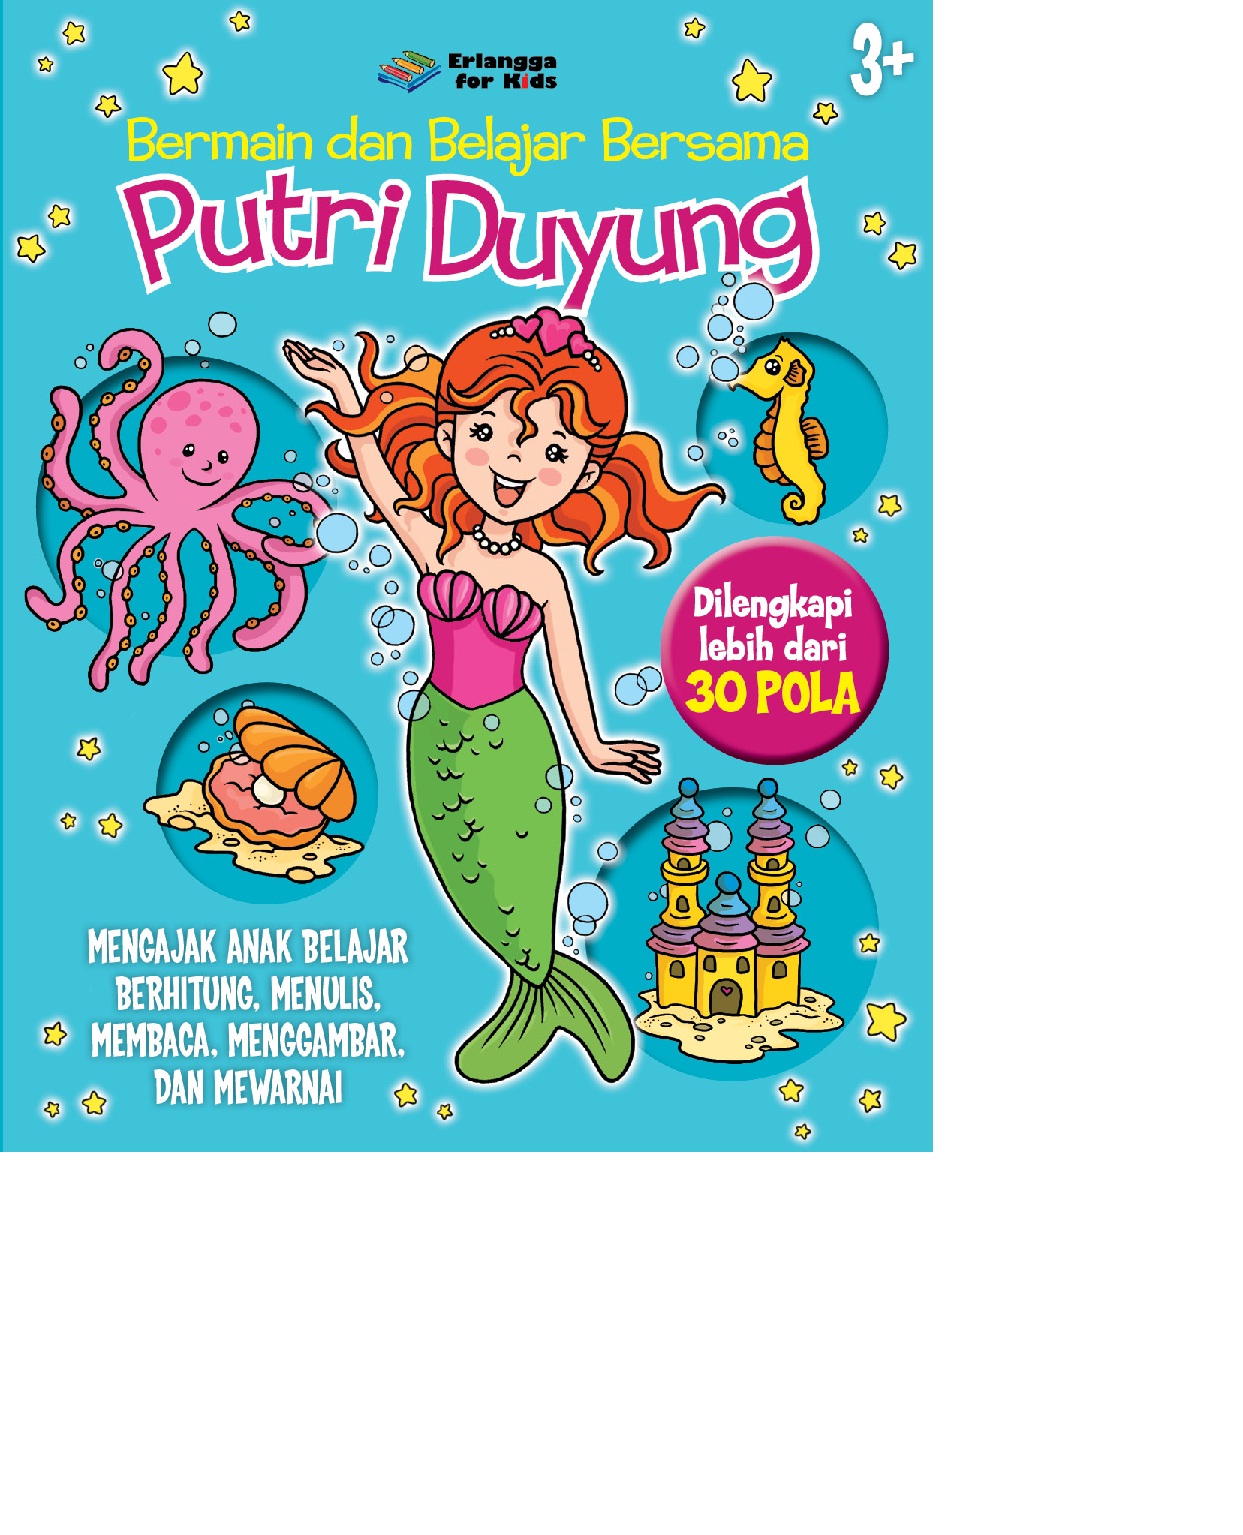 3+
Erlangga
for Kids
Bermain dan Belajar Bersama
Putri Duyung
Dilengkapi
lebih dari
30 POLA
MENGAJAK ANAK BELAJAR
BERHITUNG, MENULIS,
MEMBACA, MENGGAMBAR,
DAN MEWARNAI